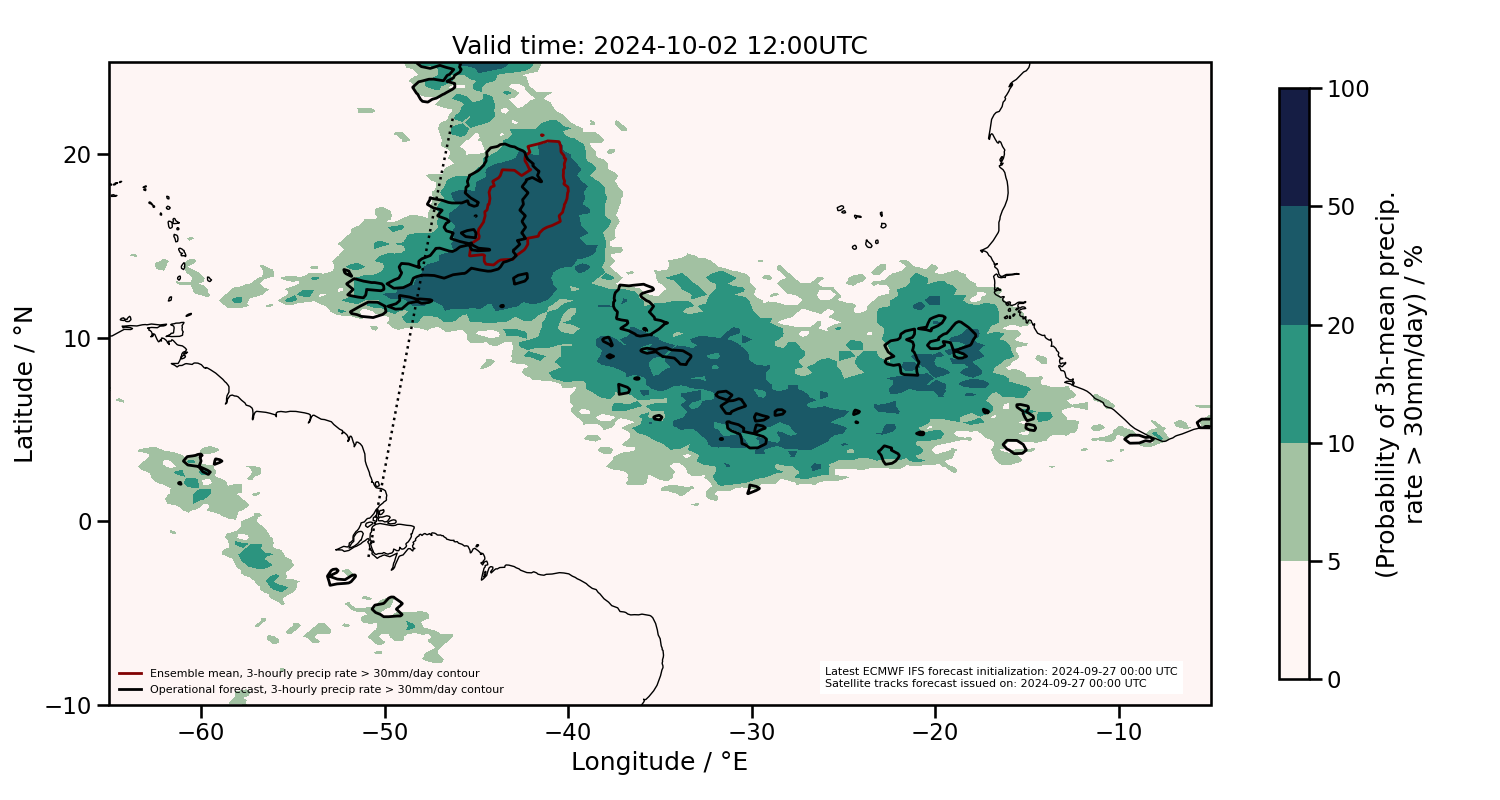 Valid time: 2024-10-02 12:00UTC
Latitude / °N
20
10
0
−10
−60
−50
−40
−30
−20
−10
Longitude / °E
Ensemble mean, 3-hourly precip rate > 30mm/day contour
Operational forecast, 3-hourly precip rate > 30mm/day contour
Latest ECMWF IFS forecast initialization: 2024-09-27 00:00 UTC
Satellite tracks forecast issued on: 2024-09-27 00:00 UTC
100
50
20
10
5
0
(Probability of 3h-mean precip.
rate > 30mm/day) / %